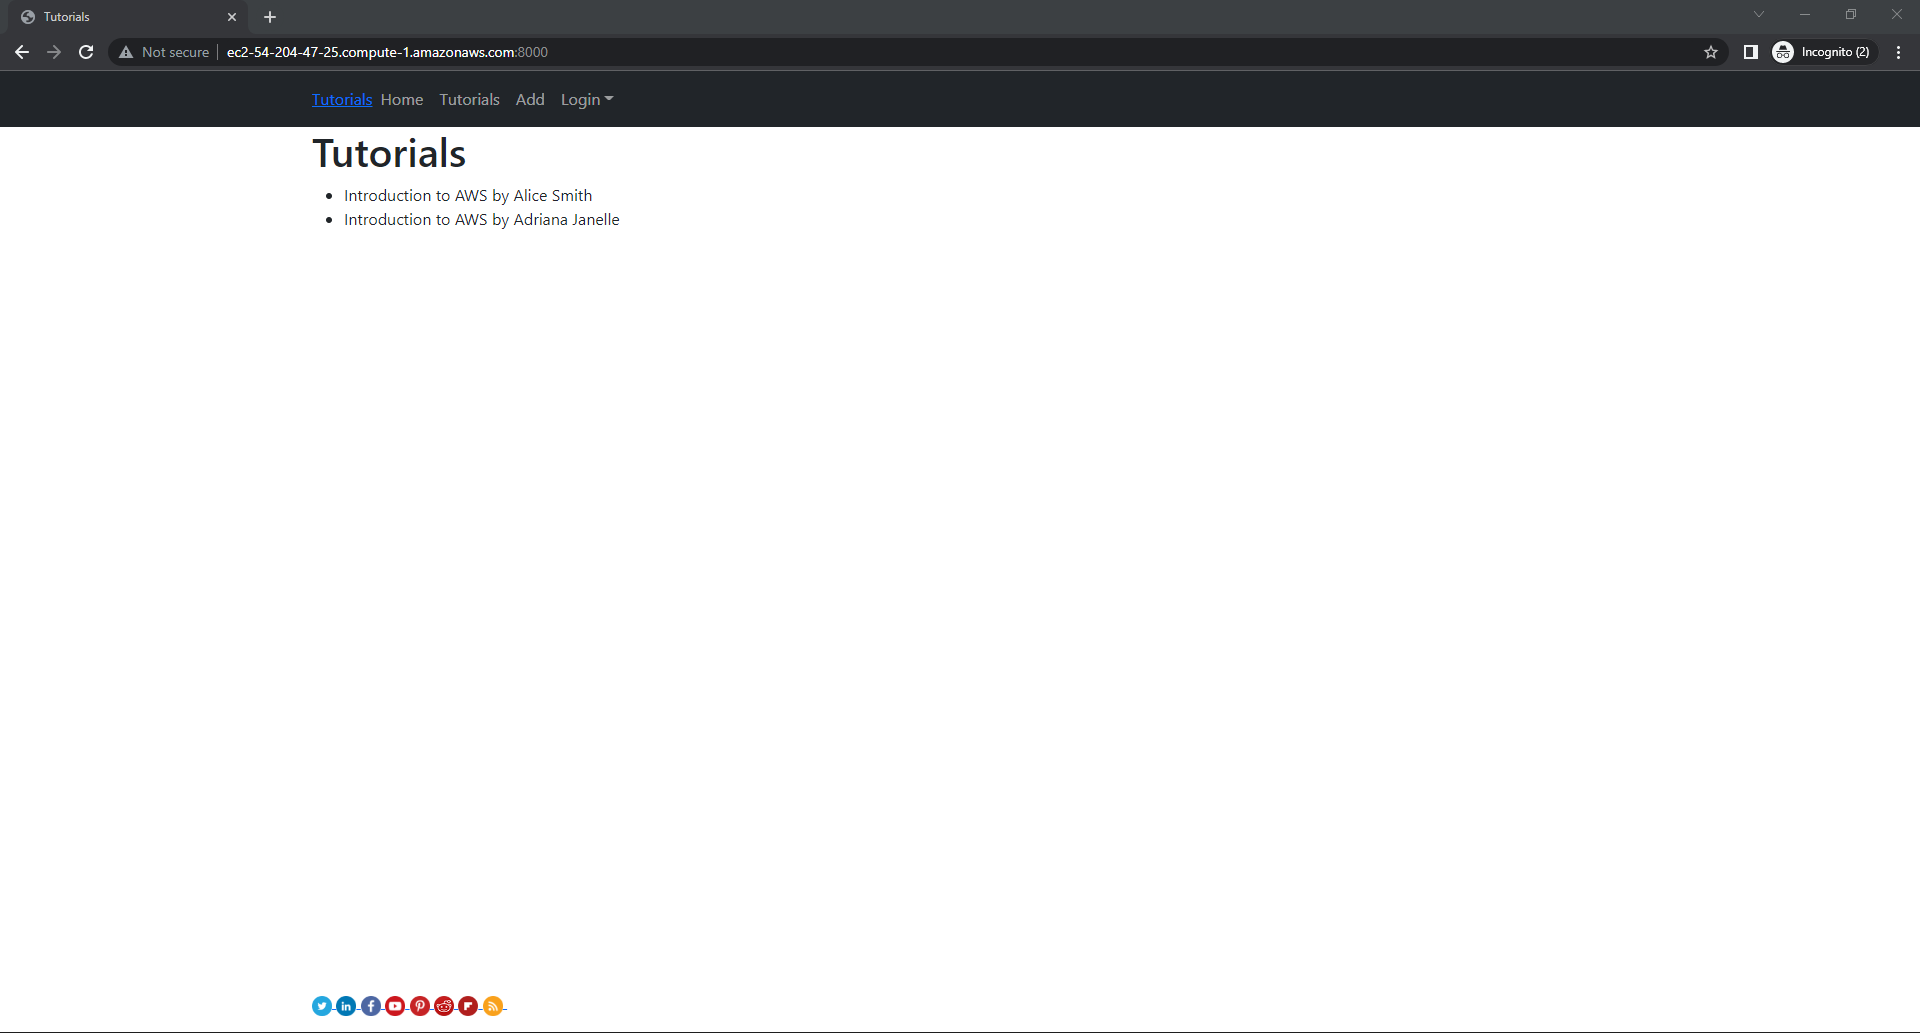 Tutorials
Not secure ec2-54-204-47-25.compute-1.amazonaws.com:8000 Incognito (2)
Tutorials Home Tutorials Add Login
Tutorials
Introduction to AWS by Alice Smith
Introduction to AWS by Adriana Janelle